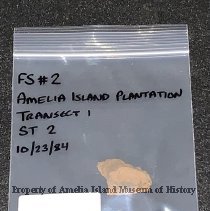 FS#2
AMELIA ISLAND PLANTATION
TRANSECT 1
ST 2
10/23/84
Property of Amelia Island Museum of History